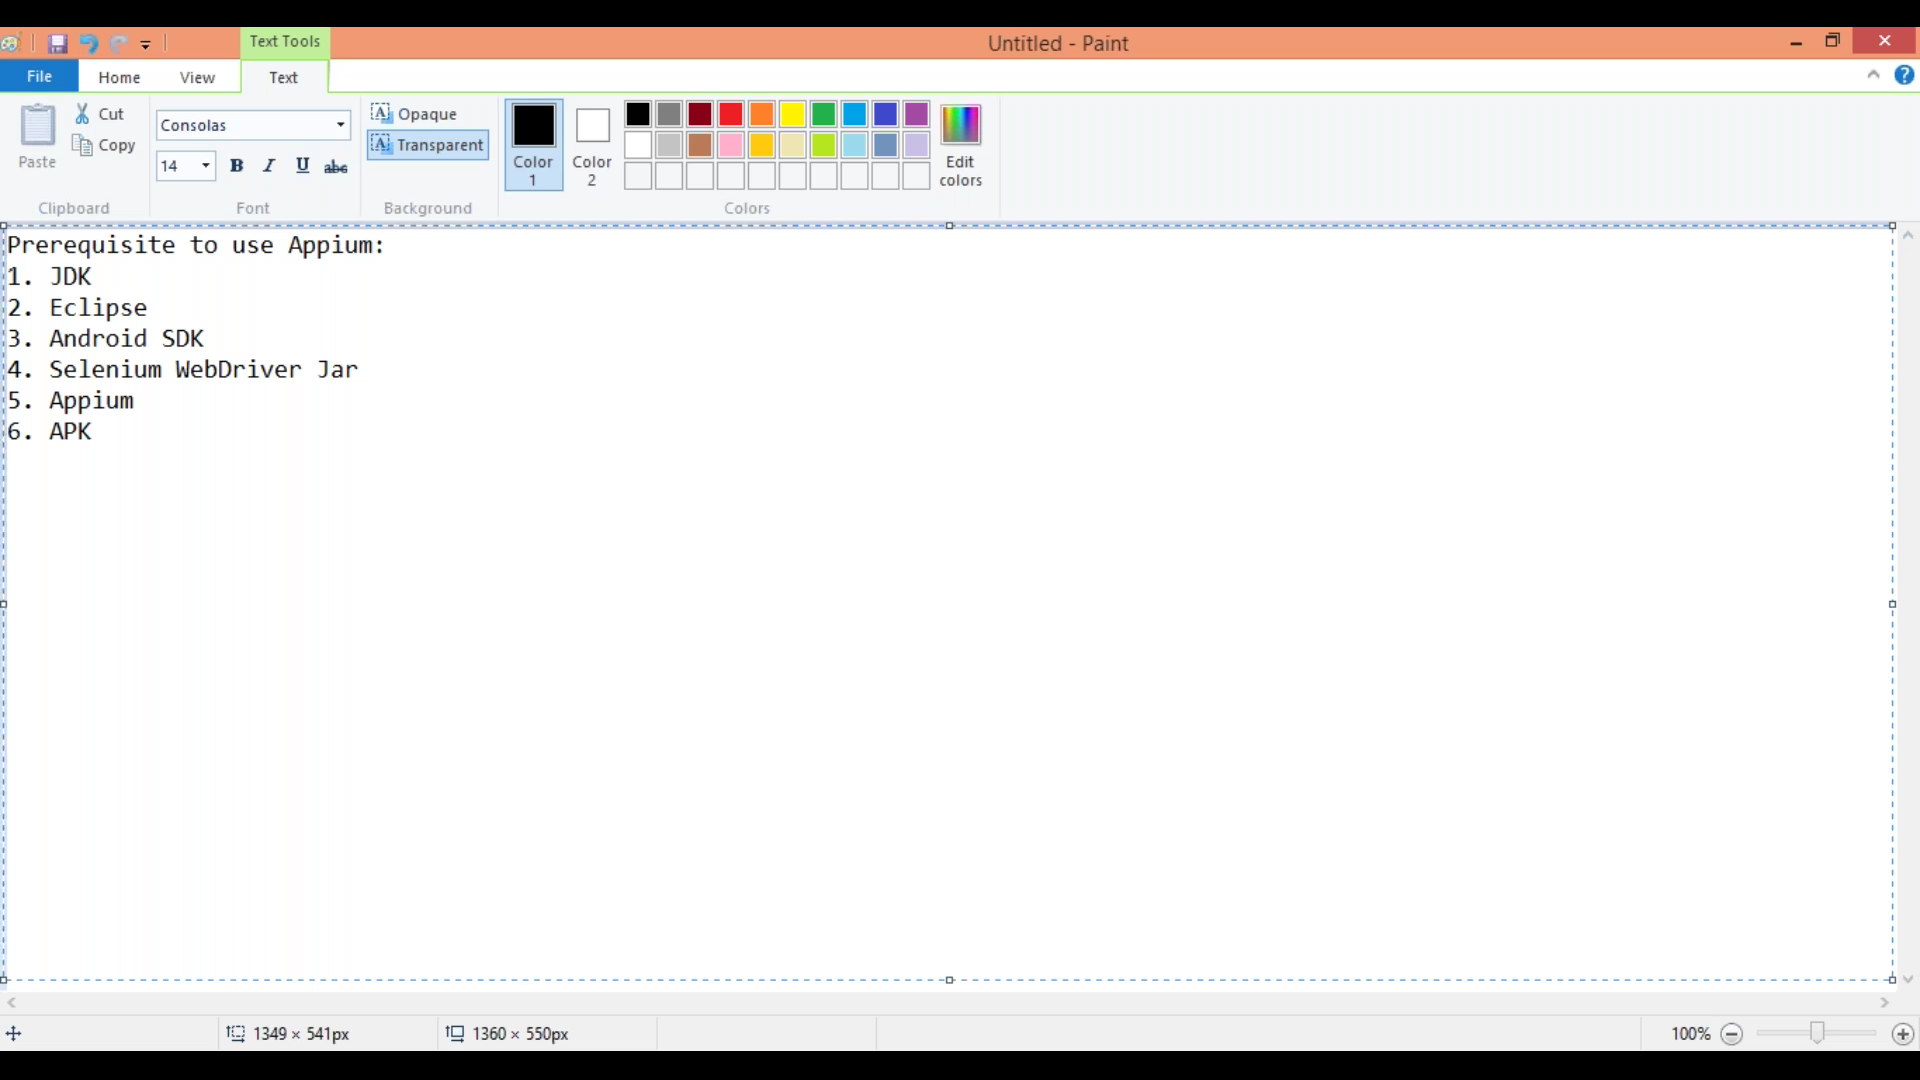 Text Tools
Untitled - Paint
File
Home
View
Text
Paste
Cut
Copy
Clipboard
Consolas
14
B I U abc
Font
Opaque
Transparent
Background
Color 1
Color 2
Edit colors
Colors
Prerequisite to use Appium:
1. JDK
2. Eclipse
3. Android SDK
4. Selenium WebDriver Jar
5. Appium
6. APK
1349 × 541px
1360 × 550px
100%